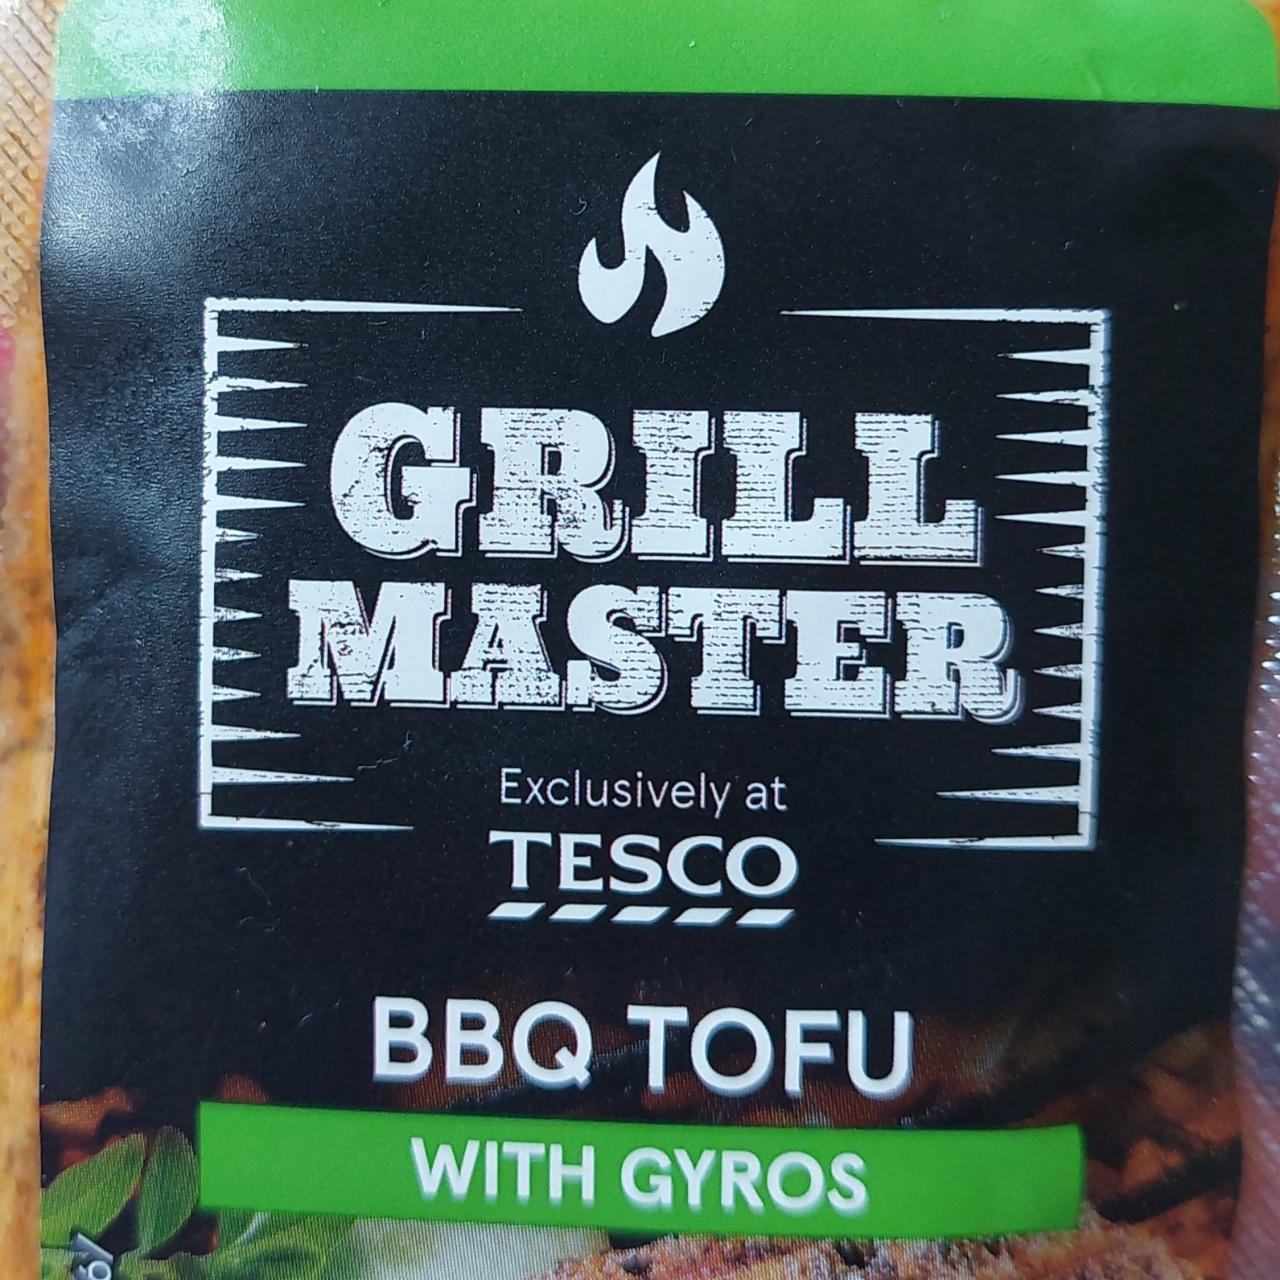 GRILL
MASTER
Exclusively at
TESCO
BBQ TOFU
WITH GYROS